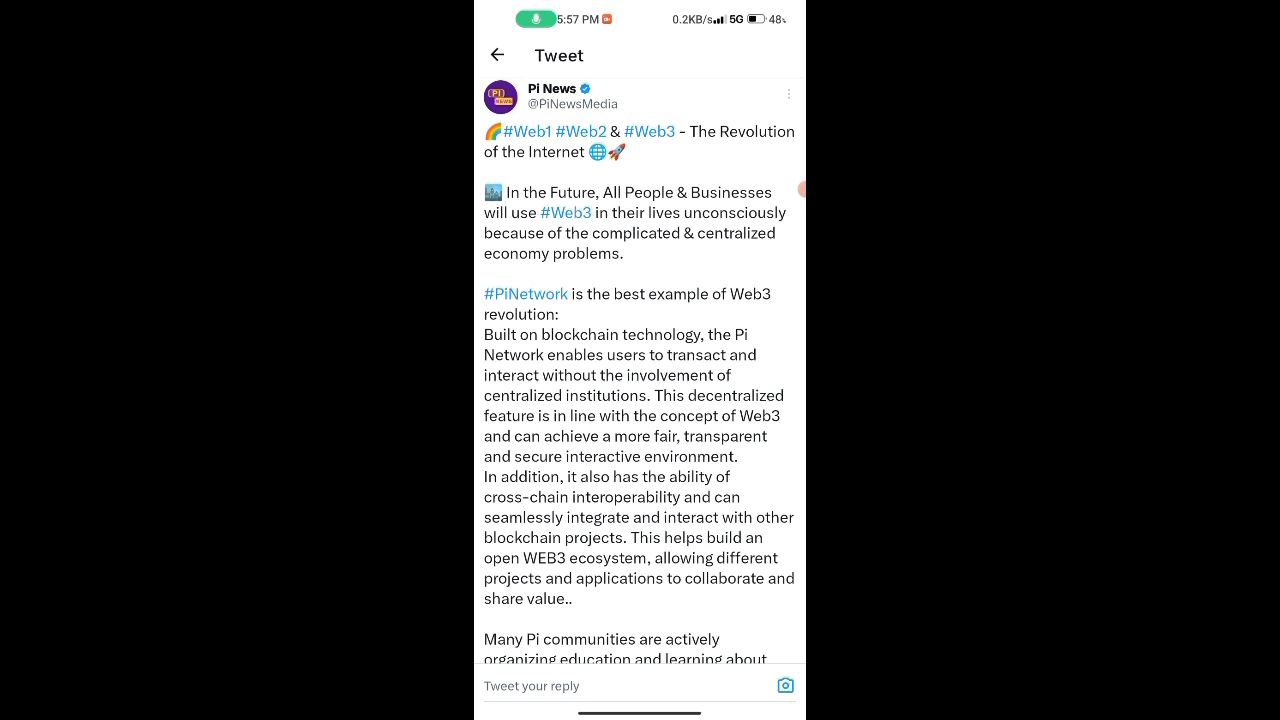 5:57 PM 0.2KB/s 5G 48%
Tweet
Pi News
@PiNewsMedia
🌈#Web1 #Web2 & #Web3 - The Revolution
of the Internet 🌐🚀
🏙️ In the Future, All People & Businesses
will use #Web3 in their lives unconsciously
because of the complicated & centralized
economy problems.
#PiNetwork is the best example of Web3
revolution:
Built on blockchain technology, the Pi
Network enables users to transact and
interact without the involvement of
centralized institutions. This decentralized
feature is in line with the concept of Web3
and can achieve a more fair, transparent
and secure interactive environment.
In addition, it also has the ability of
cross-chain interoperability and can
seamlessly integrate and interact with other
blockchain projects. This helps build an
open WEB3 ecosystem, allowing different
projects and applications to collaborate and
share value..
Many Pi communities are actively
organizing education and learning about
Tweet your reply